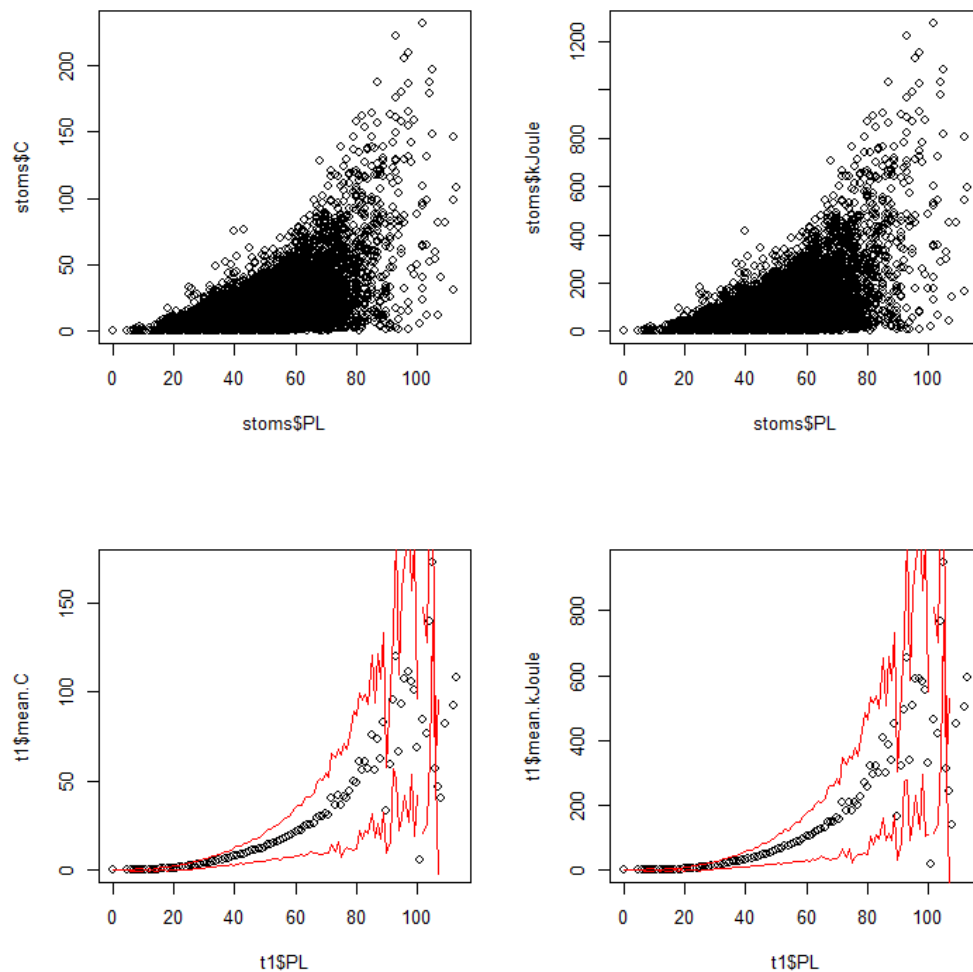 stoms$C
0 50 100 150 200
0 20 40 60 80 100
stoms$PL
stoms$kJoule
0 200 400 600 800 1200
0 20 40 60 80 100
stoms$PL
t1$mean.C
0 50 100 150
0 20 40 60 80 100
t1$PL
t1$mean.kJoule
0 200 400 600 800
0 20 40 60 80 100
t1$PL